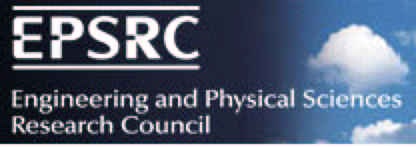 EPSRC
Engineering and Physical Sciences
Research Council